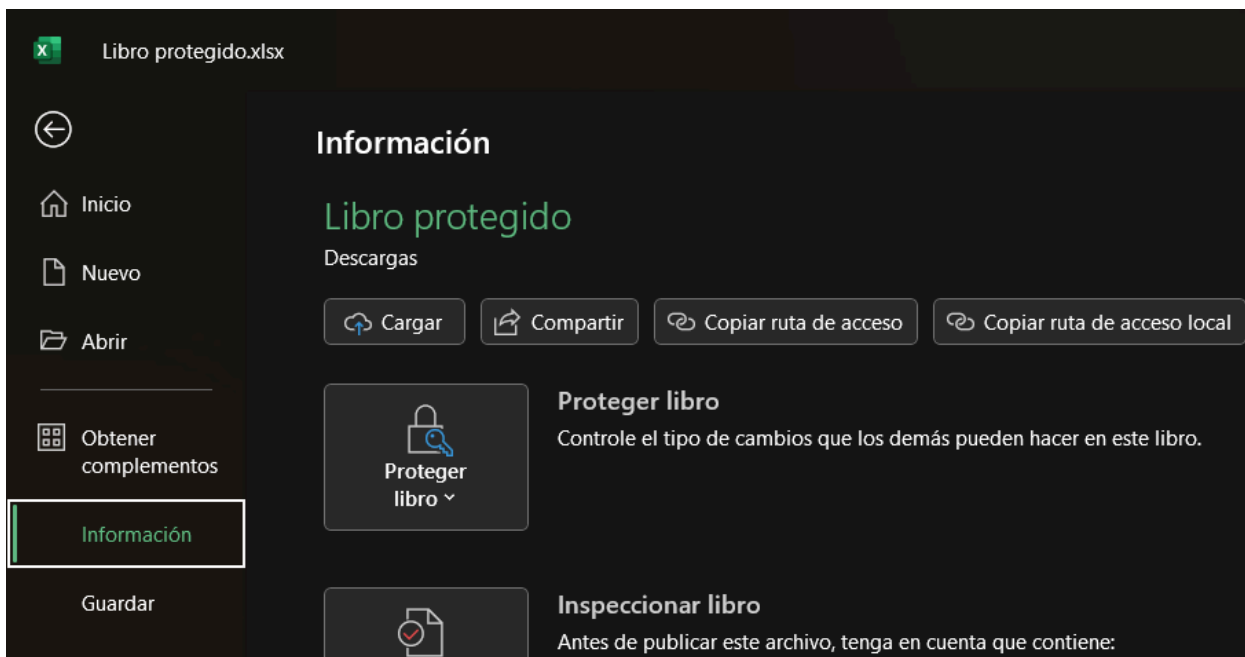 Libro protegido.xlsx
Información
Inicio
Libro protegido
Descargas
Nuevo
Cargar Compartir Copiar ruta de acceso Copiar ruta de acceso local
Abrir
Proteger libro
Controle el tipo de cambios que los demás pueden hacer en este libro.
Obtener
complementos
Proteger
libro
Información
Guardar
Inspeccionar libro
Antes de publicar este archivo, tenga en cuenta que contiene: